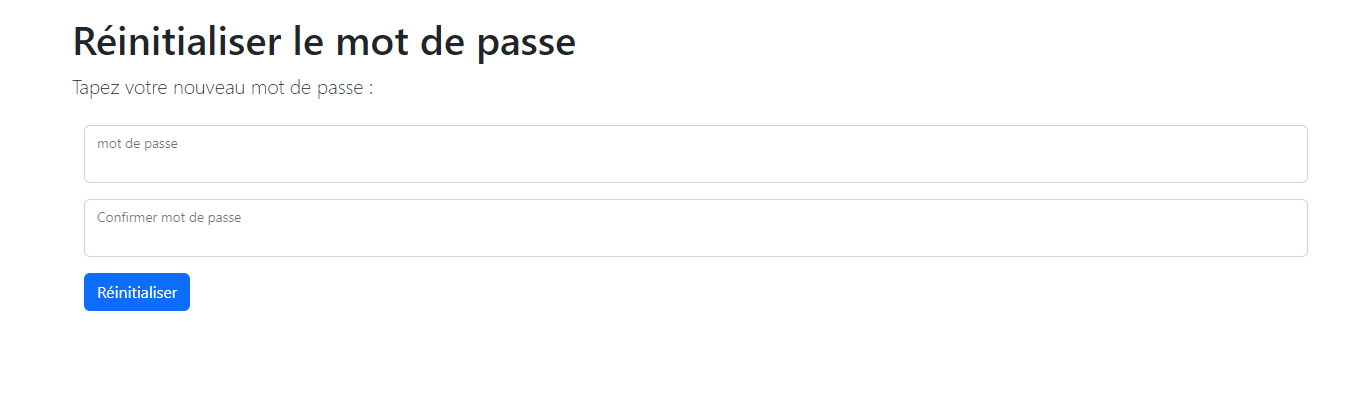 Réinitialiser le mot de passe
Tapez votre nouveau mot de passe :
mot de passe
Confirmer mot de passe
Réinitialiser